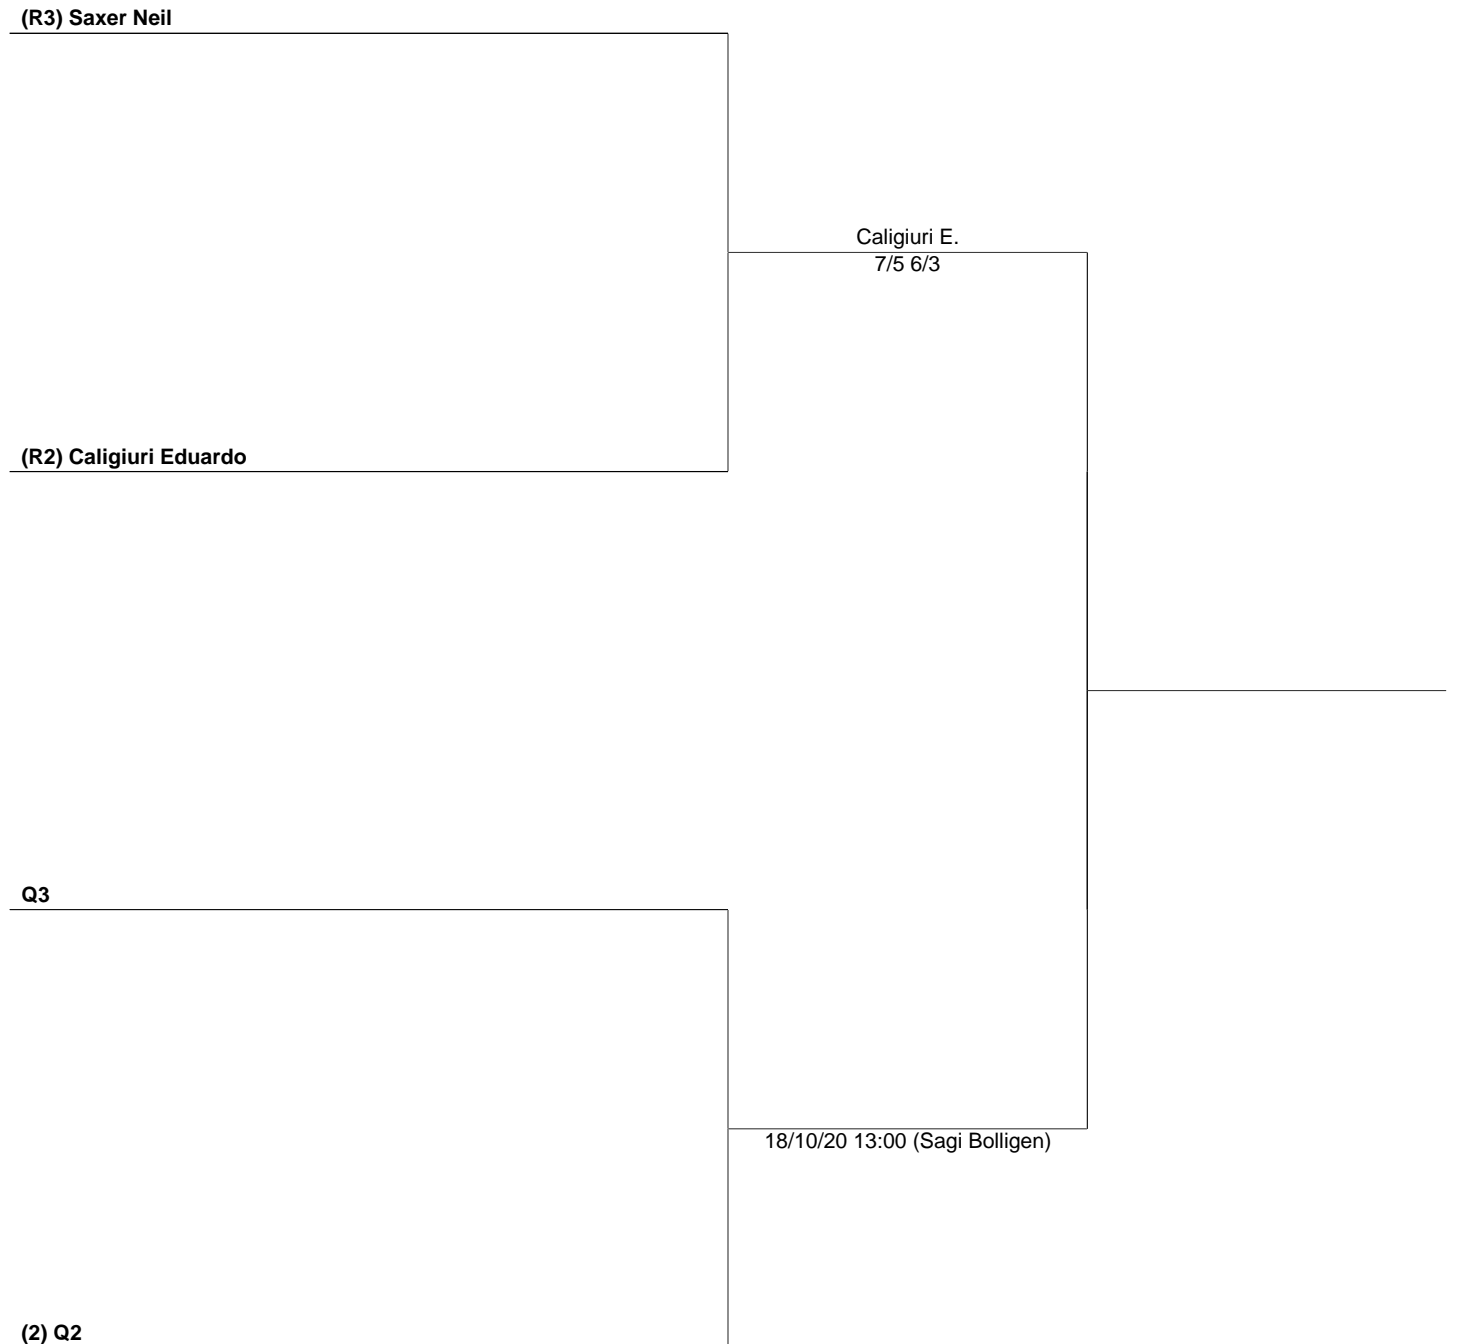 (R3) Saxer Neil
Caligiuri E.
7/5 6/3
(R2) Caligiuri Eduardo
Q3
18/10/20 13:00 (Sagi Bolligen)
(2) Q2